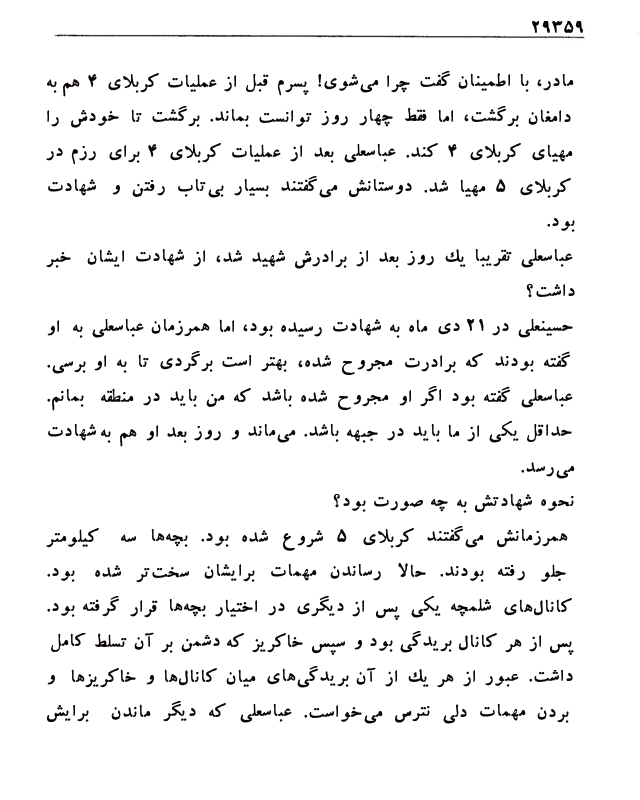 ۲۹۳۵۹
مادر، با اطمینان گفت چرا می‌شوی! پسرم قبل از عملیات کربلای ۴ هم به
دامغان برگشت، اما فقط چهار روز توانست بماند. برگشت تا خودش را
مهیای کربلای ۴ کند. عباسعلی بعد از عملیات کربلای ۴ برای رزم در
کربلای ۵ مهیا شد. دوستانش می‌گفتند بسیار بی‌تاب رفتن و شهادت
بود.
عباسعلی تقریبا یك روز بعد از برادرش شهید شد، از شهادت ایشان خبر
داشت؟
حسینعلی در ۲۱ دی ماه به شهادت رسیده بود، اما همرزمان عباسعلی به او
گفته بودند که برادرت مجروح شده، بهتر است برگردی تا به او برسی.
عباسعلی گفته بود اگر او مجروح شده باشد که من باید در منطقه بمانم.
حداقل یکی از ما باید در جبهه باشد. می‌ماند و روز بعد او هم به شهادت
می‌رسد.
نحوه شهادتش به چه صورت بود؟
همرزمانش می‌گفتند کربلای ۵ شروع شده بود. بچه‌ها سه کیلومتر
جلو رفته بودند. حالا رساندن مهمات برایشان سخت‌تر شده بود.
کانال‌های شلمچه یکی پس از دیگری در اختیار بچه‌ها قرار گرفته بود.
پس از هر کانال بریدگی بود و سپس خاکریز که دشمن بر آن تسلط کامل
داشت. عبور از هر یك از آن بریدگی‌های میان کانال‌ها و خاکریزها و
بردن مهمات دلی نترس می‌خواست. عباسعلی که دیگر ماندن برایش